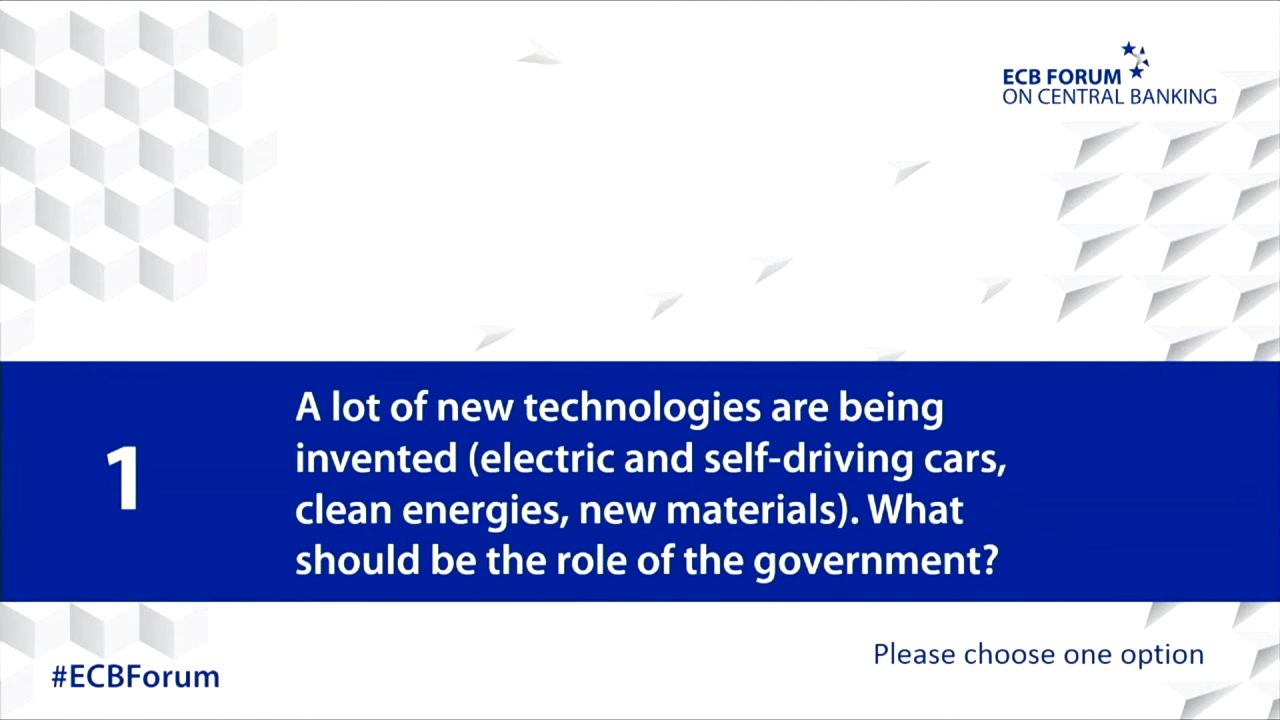 ECB FORUM
ON CENTRAL BANKING
1
A lot of new technologies are being
invented (electric and self-driving cars,
clean energies, new materials). What
should be the role of the government?
Please choose one option
#ECBForum